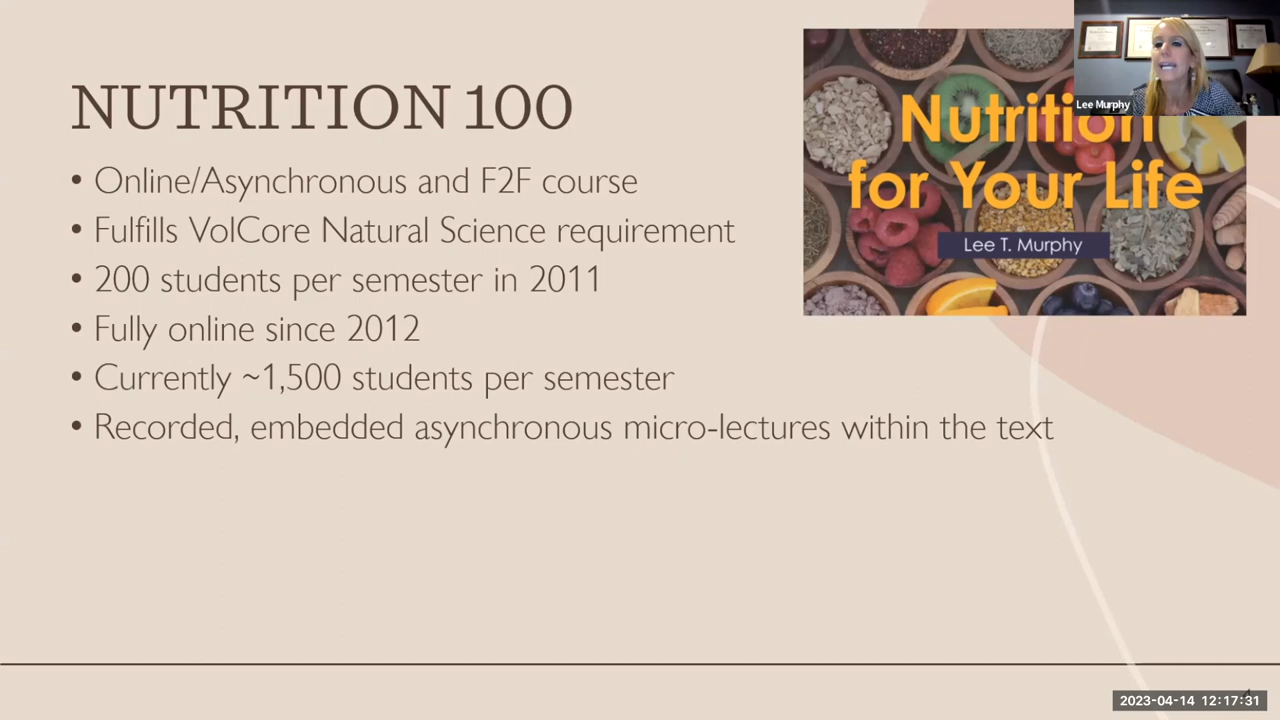 NUTRITION 100
• Online/Asynchronous and F2F course
• Fulfills VolCore Natural Science requirement
• 200 students per semester in 2011
• Fully online since 2012
• Currently ~1,500 students per semester
• Recorded, embedded asynchronous micro-lectures within the text
Nutrition
for Your Life
Lee T. Murphy
Lee Murphy
2023-04-14 12:17:31